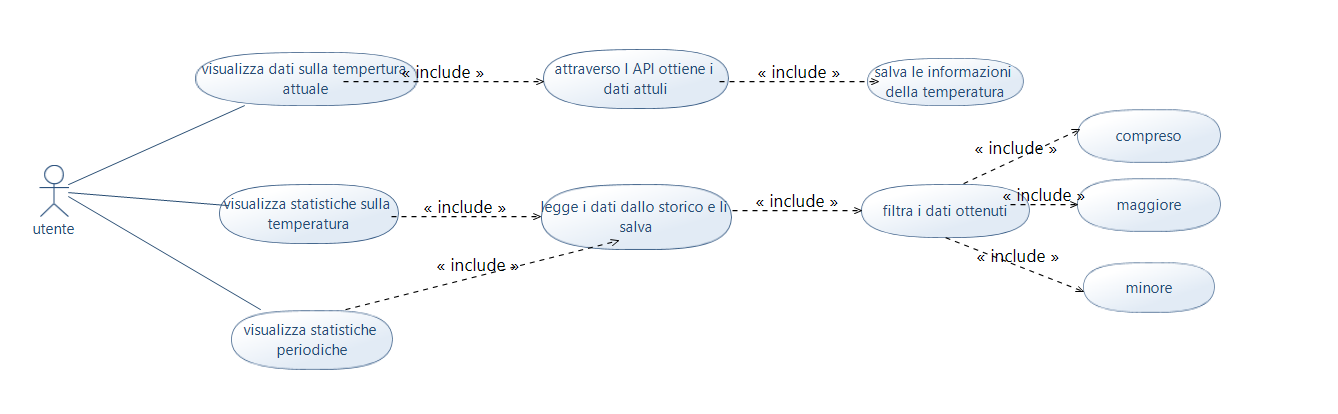 visualizza dati sulla tempertura
attuale
« include »
attraverso l API ottiene i
dati attuli
« include »
salva le informazioni
della temperatura
utente
visualizza statistiche sulla
temperatura
« include »
legge i dati dallo storico e li
salva
« include »
filtra i dati ottenuti
« include »
compreso
« include »
maggiore
« include »
minore
« include »
visualizza statistiche
periodiche